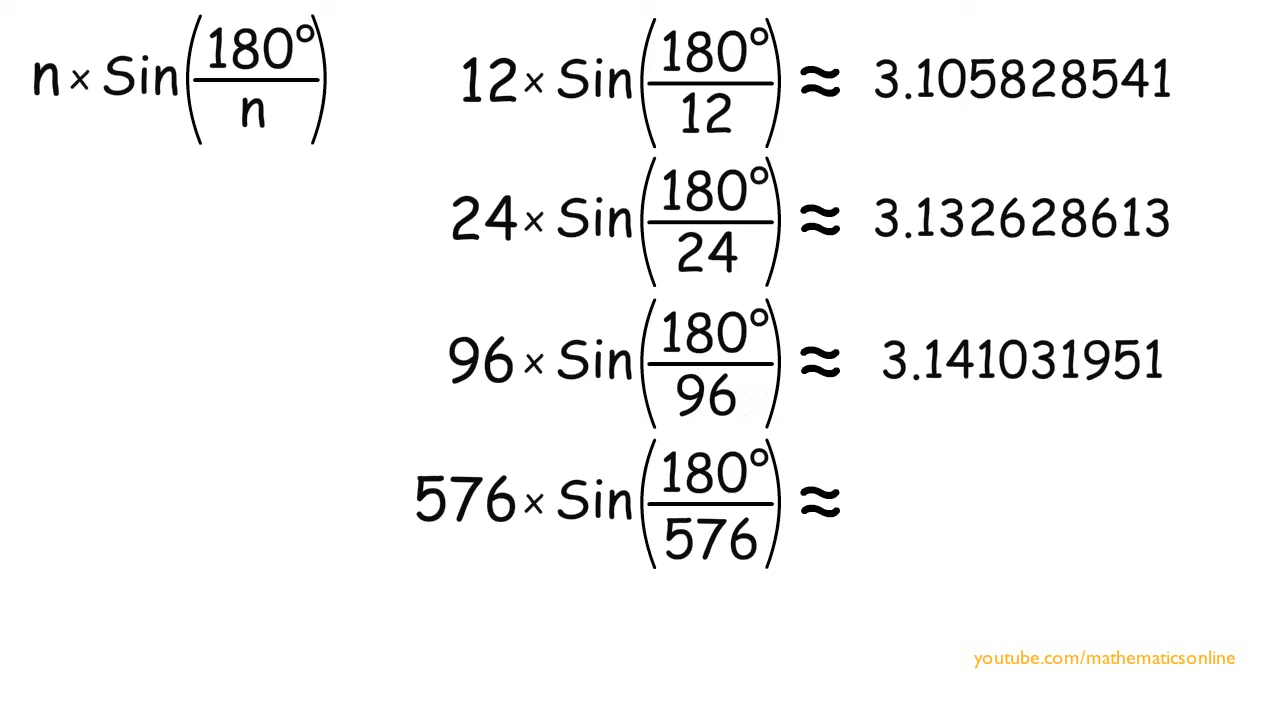 n × Sin(180°/n)
12 × Sin(180°/12) ≈ 3.105828541
24 × Sin(180°/24) ≈ 3.132628613
96 × Sin(180°/96) ≈ 3.141031951
576 × Sin(180°/576) ≈
youtube.com/mathematicsonline